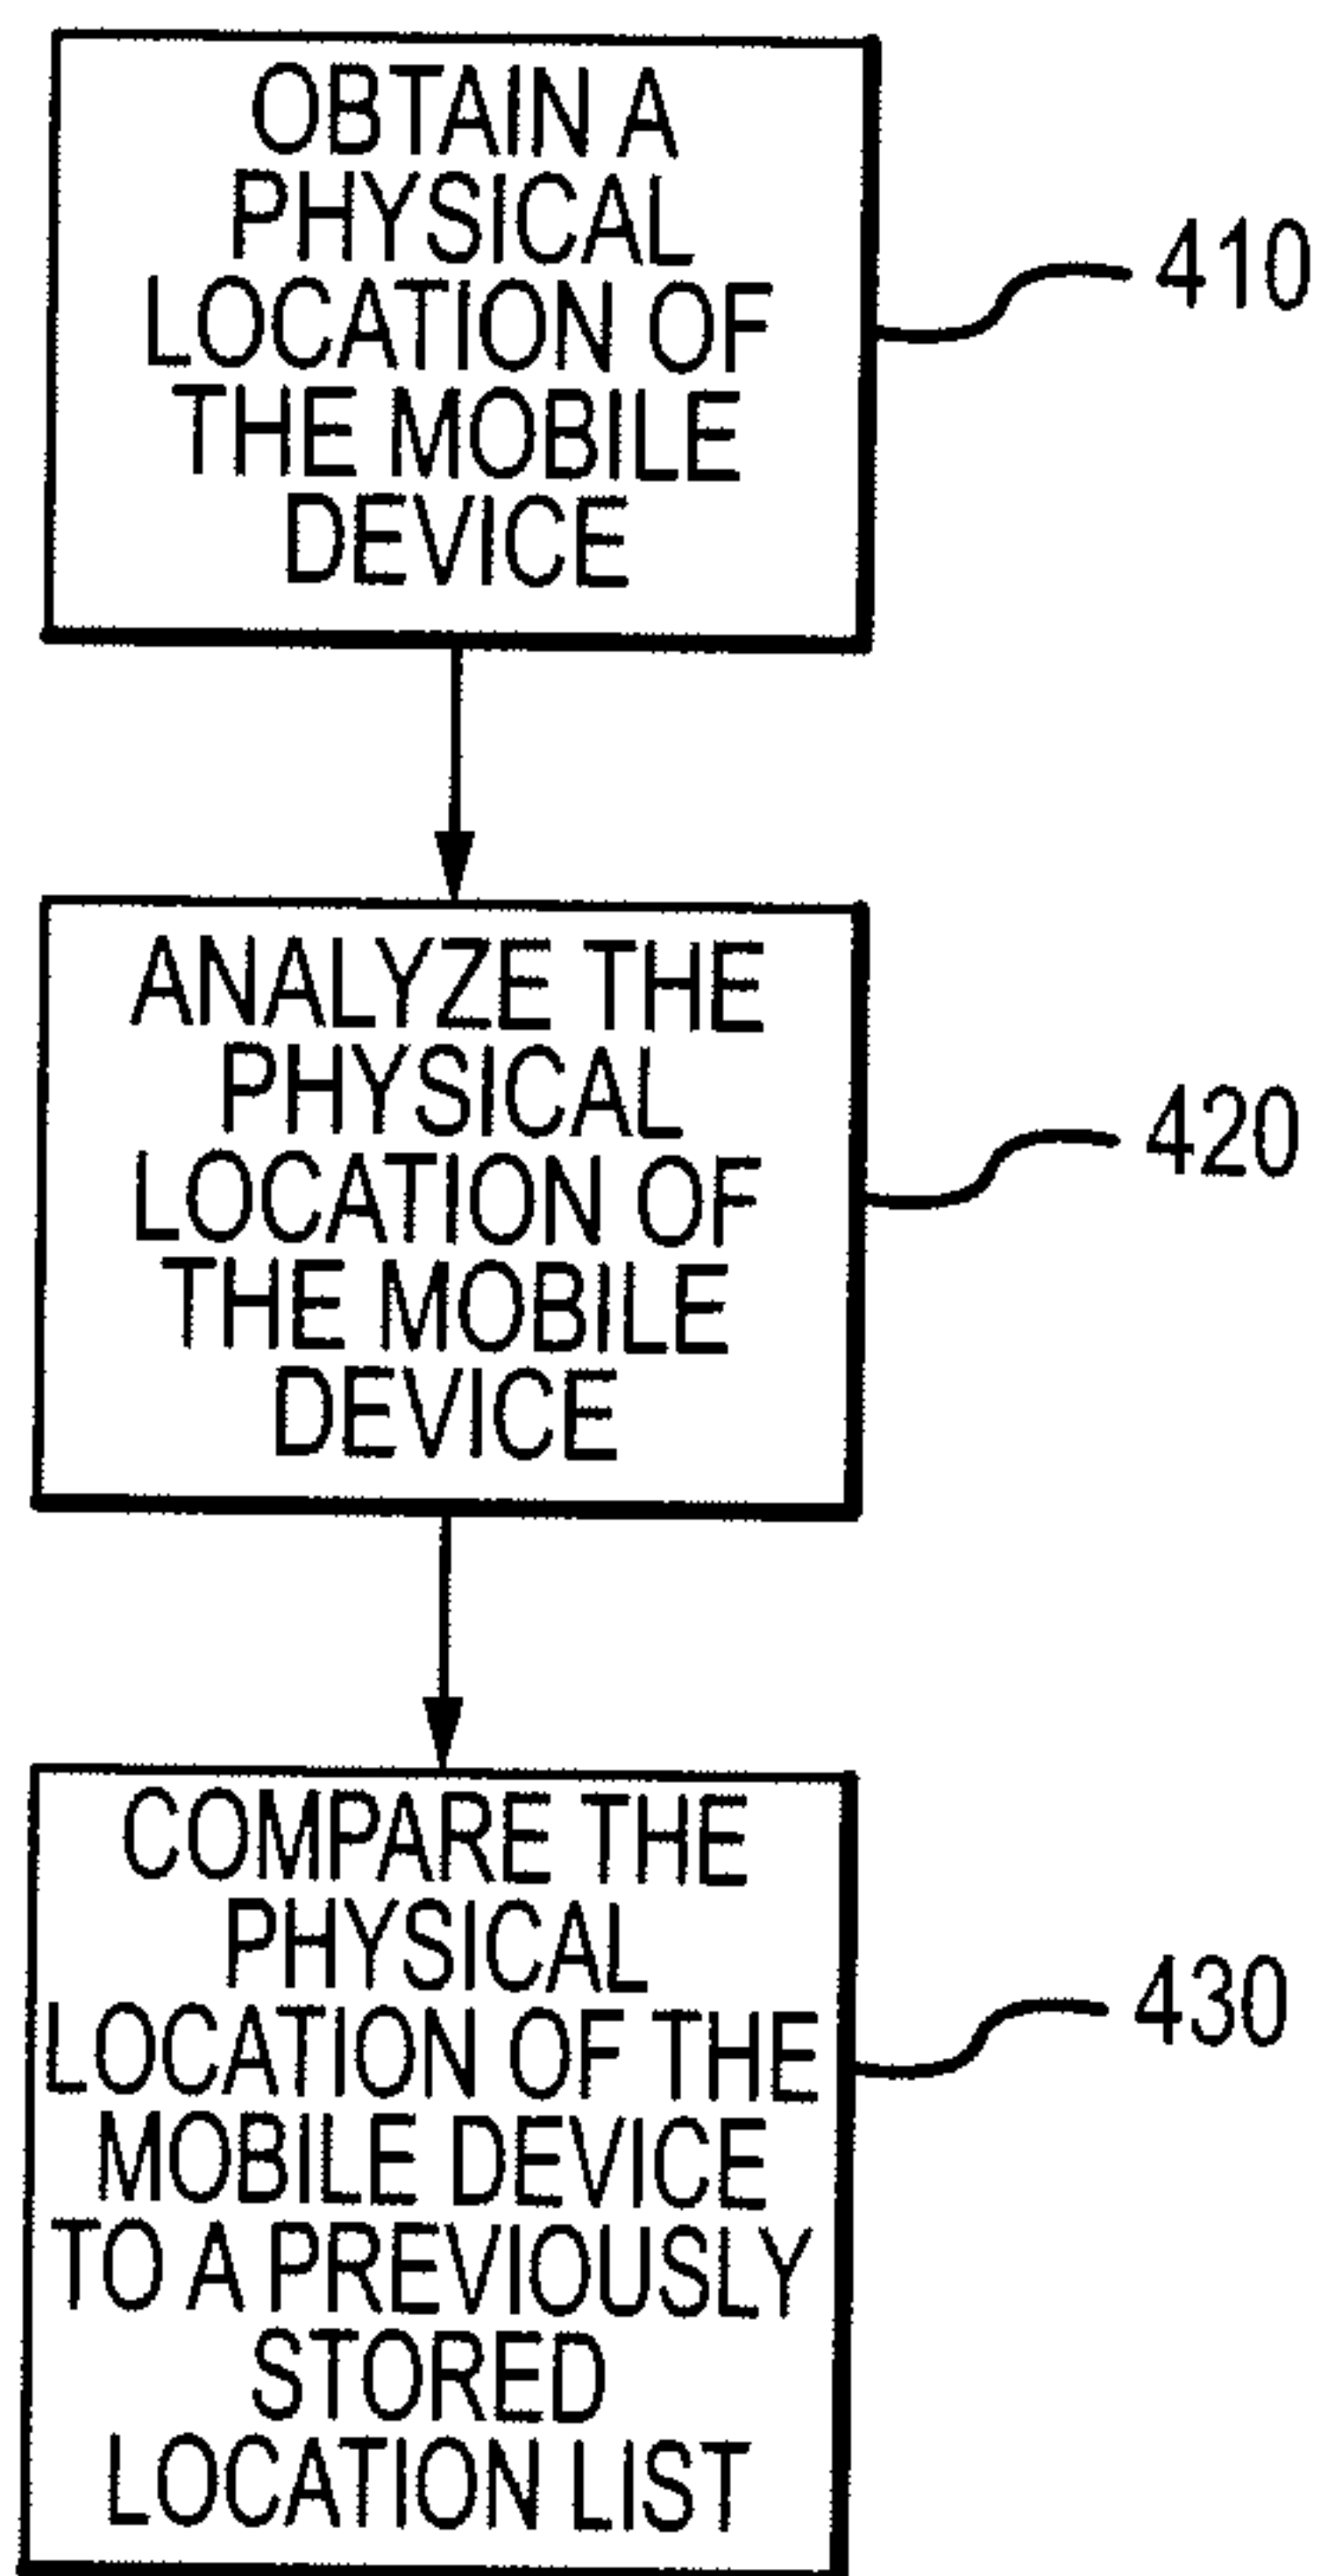 OBTAIN A
PHYSICAL
LOCATION OF
THE MOBILE
DEVICE
410
ANALYZE THE
PHYSICAL
LOCATION OF
THE MOBILE
DEVICE
420
COMPARE THE
PHYSICAL
LOCATION OF THE
MOBILE DEVICE
TO A PREVIOUSLY
STORED
LOCATION LIST
430